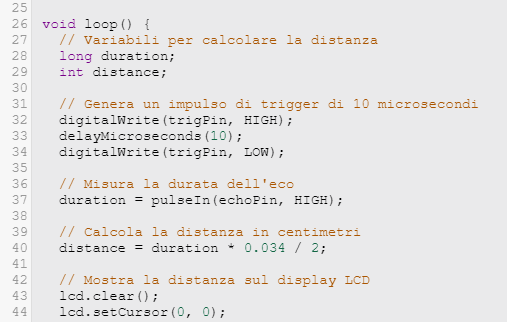 25
26 void loop() {
27   // Variabili per calcolare la distanza
28   long duration;
29   int distance;
30
31   // Genera un impulso di trigger di 10 microsecondi
32   digitalWrite(trigPin, HIGH);
33   delayMicroseconds(10);
34   digitalWrite(trigPin, LOW);
35
36   // Misura la durata dell'eco
37   duration = pulseIn(echoPin, HIGH);
38
39   // Calcola la distanza in centimetri
40   distance = duration * 0.034 / 2;
41
42   // Mostra la distanza sul display LCD
43   lcd.clear();
44   lcd.setCursor(0, 0);